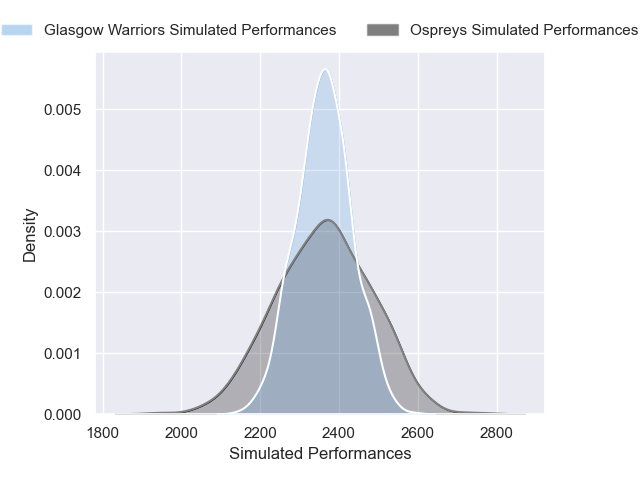 Glasgow Warriors Simulated Performances
Ospreys Simulated Performances
Density
0.005
0.004
0.003
0.002
0.001
0.000
1800 2000 2200 2400 2600 2800
Simulated Performances